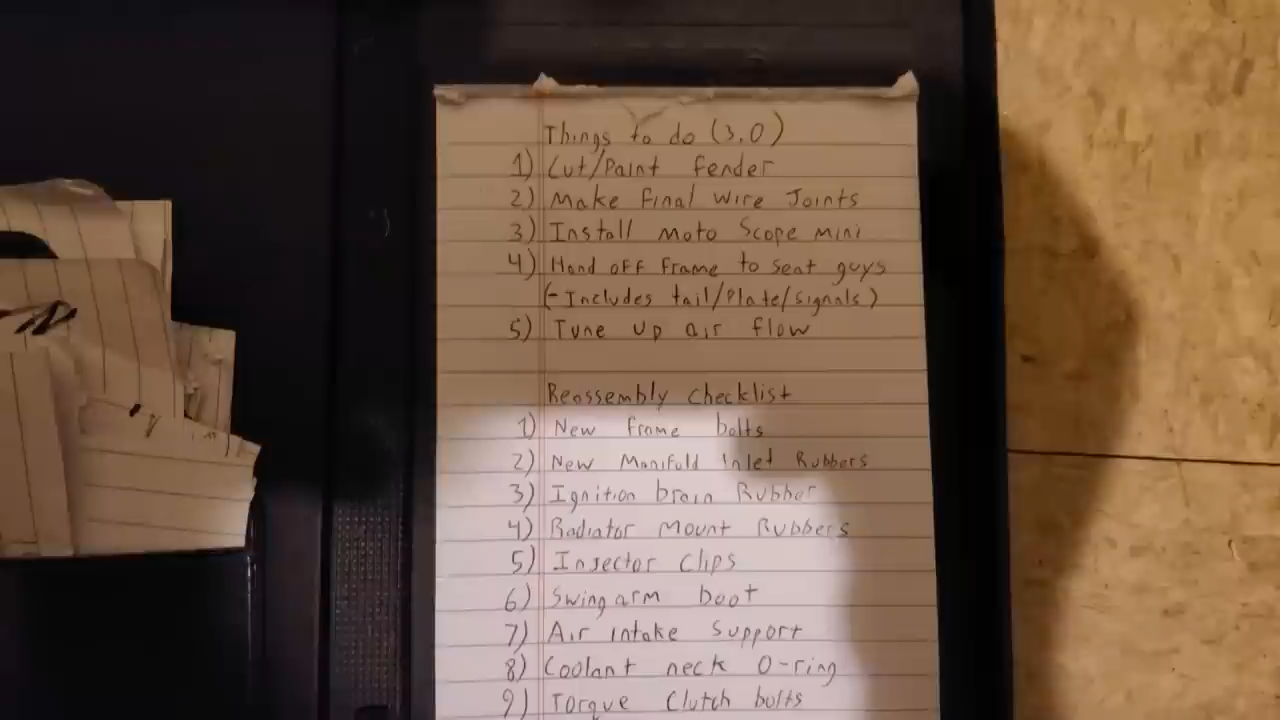 Things to do (3.0)
1) Cut/Paint fender
2) Make Final Wire Joints
3) Install Moto Scope mini
4) Hand off frame to seat guys
(- Includes tail/Plate/signals)
5) Tune up air flow
Reassembly checklist
1) New frame bolts
2) New Manifold Inlet Rubbers
3) Ignition brain Rubber
4) Radiator Mount Rubbers
5) Injector Clips
6) Swingarm boot
7) Air intake Support
8) Coolant neck O-ring
9) Torque Clutch bolts